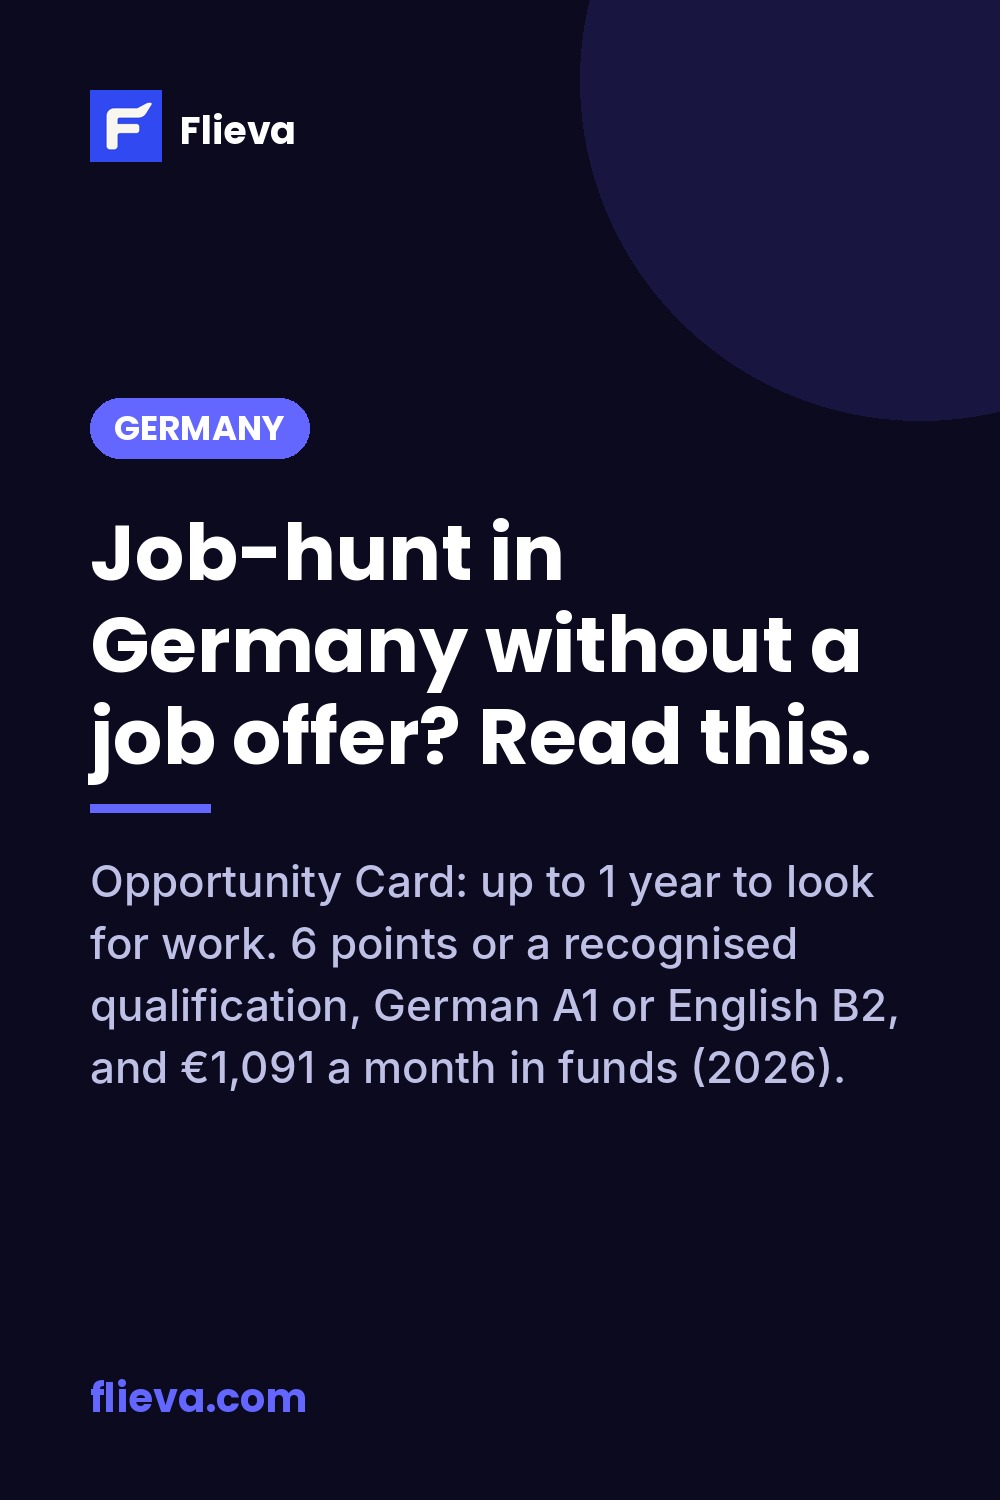 Flieva
GERMANY
Job-hunt in
Germany without a
job offer? Read this.
Opportunity Card: up to 1 year to look
for work. 6 points or a recognised
qualification, German A1 or English B2,
and €1,091 a month in funds (2026).
flieva.com